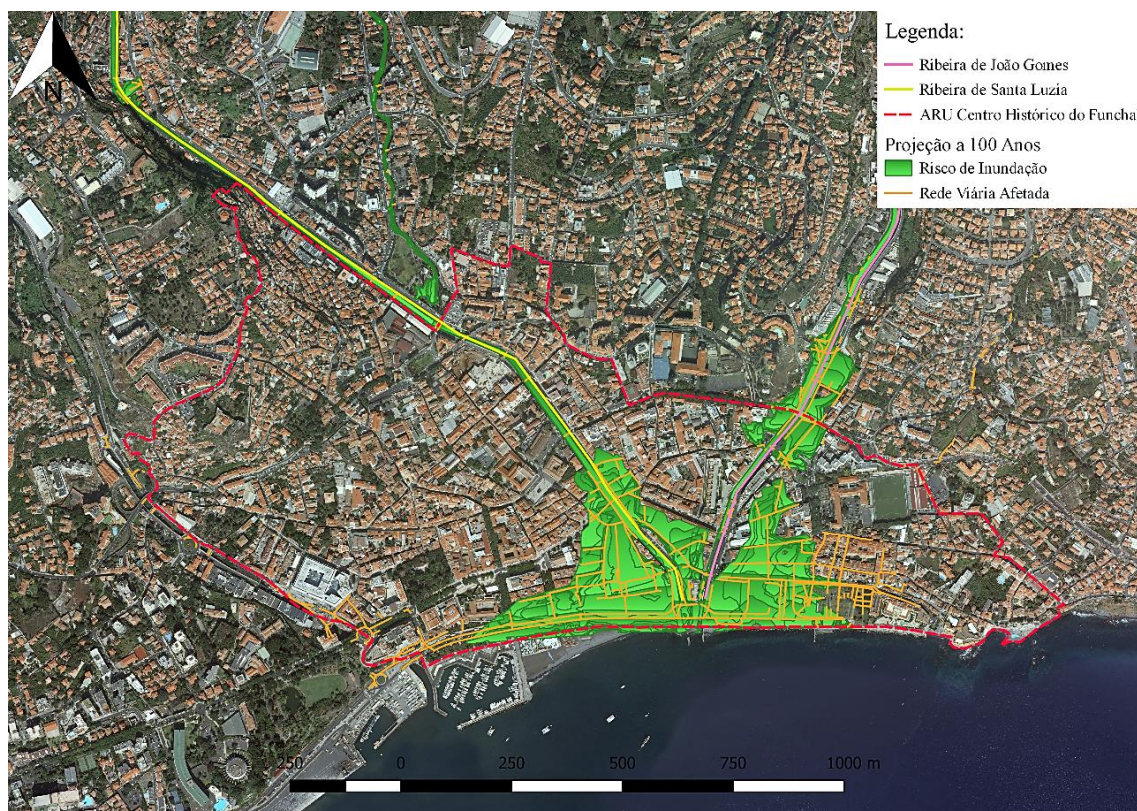 Legenda:
Ribeira de João Gomes
Ribeira de Santa Luzia
ARU Centro Histórico do Funcha
Projeção a 100 Anos
Risco de Inundação
Rede Viária Afetada
N
250 0 250 500 750 1000 m